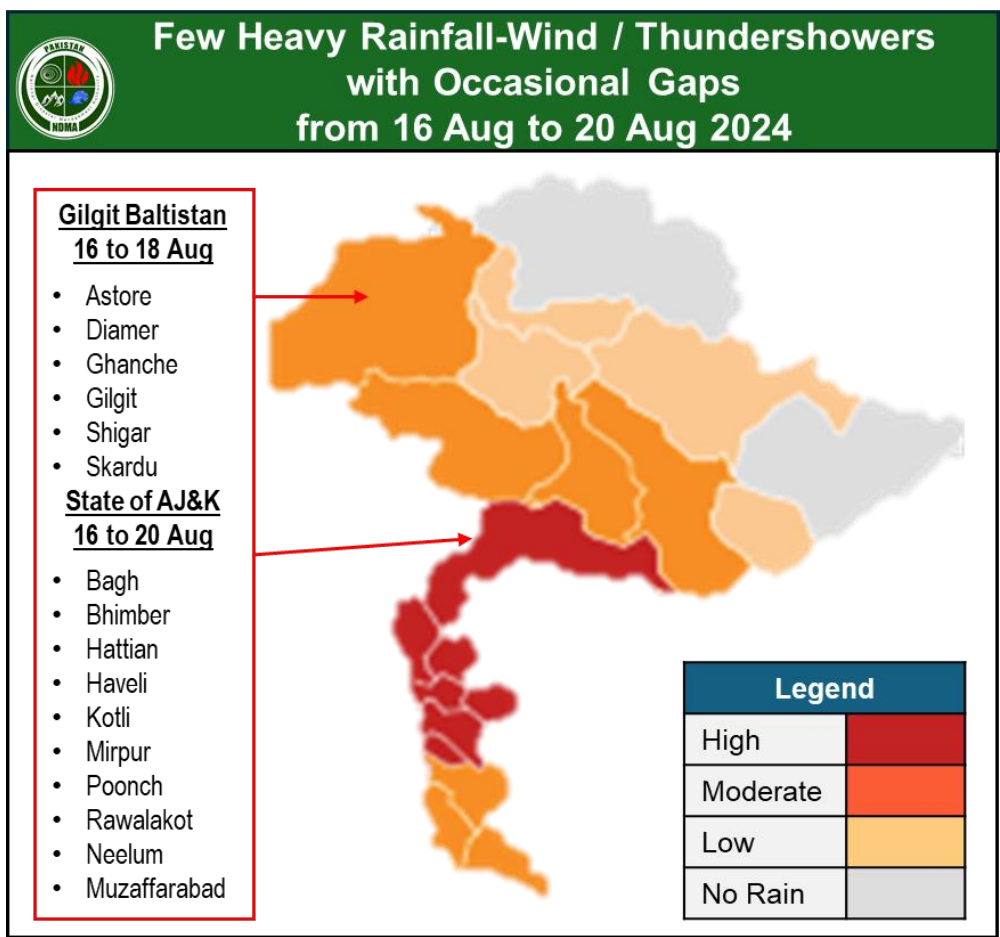 Few Heavy Rainfall-Wind / Thundershowers
with Occasional Gaps
from 16 Aug to 20 Aug 2024
PAKISTAN
NDMA
Gilgit Baltistan
16 to 18 Aug
• Astore
• Diamer
• Ghanche
• Gilgit
• Shigar
• Skardu
State of AJ&K
16 to 20 Aug
• Bagh
• Bhimber
• Hattian
• Haveli
• Kotli
• Mirpur
• Poonch
• Rawalakot
• Neelum
• Muzaffarabad
Legend
High
Moderate
Low
No Rain